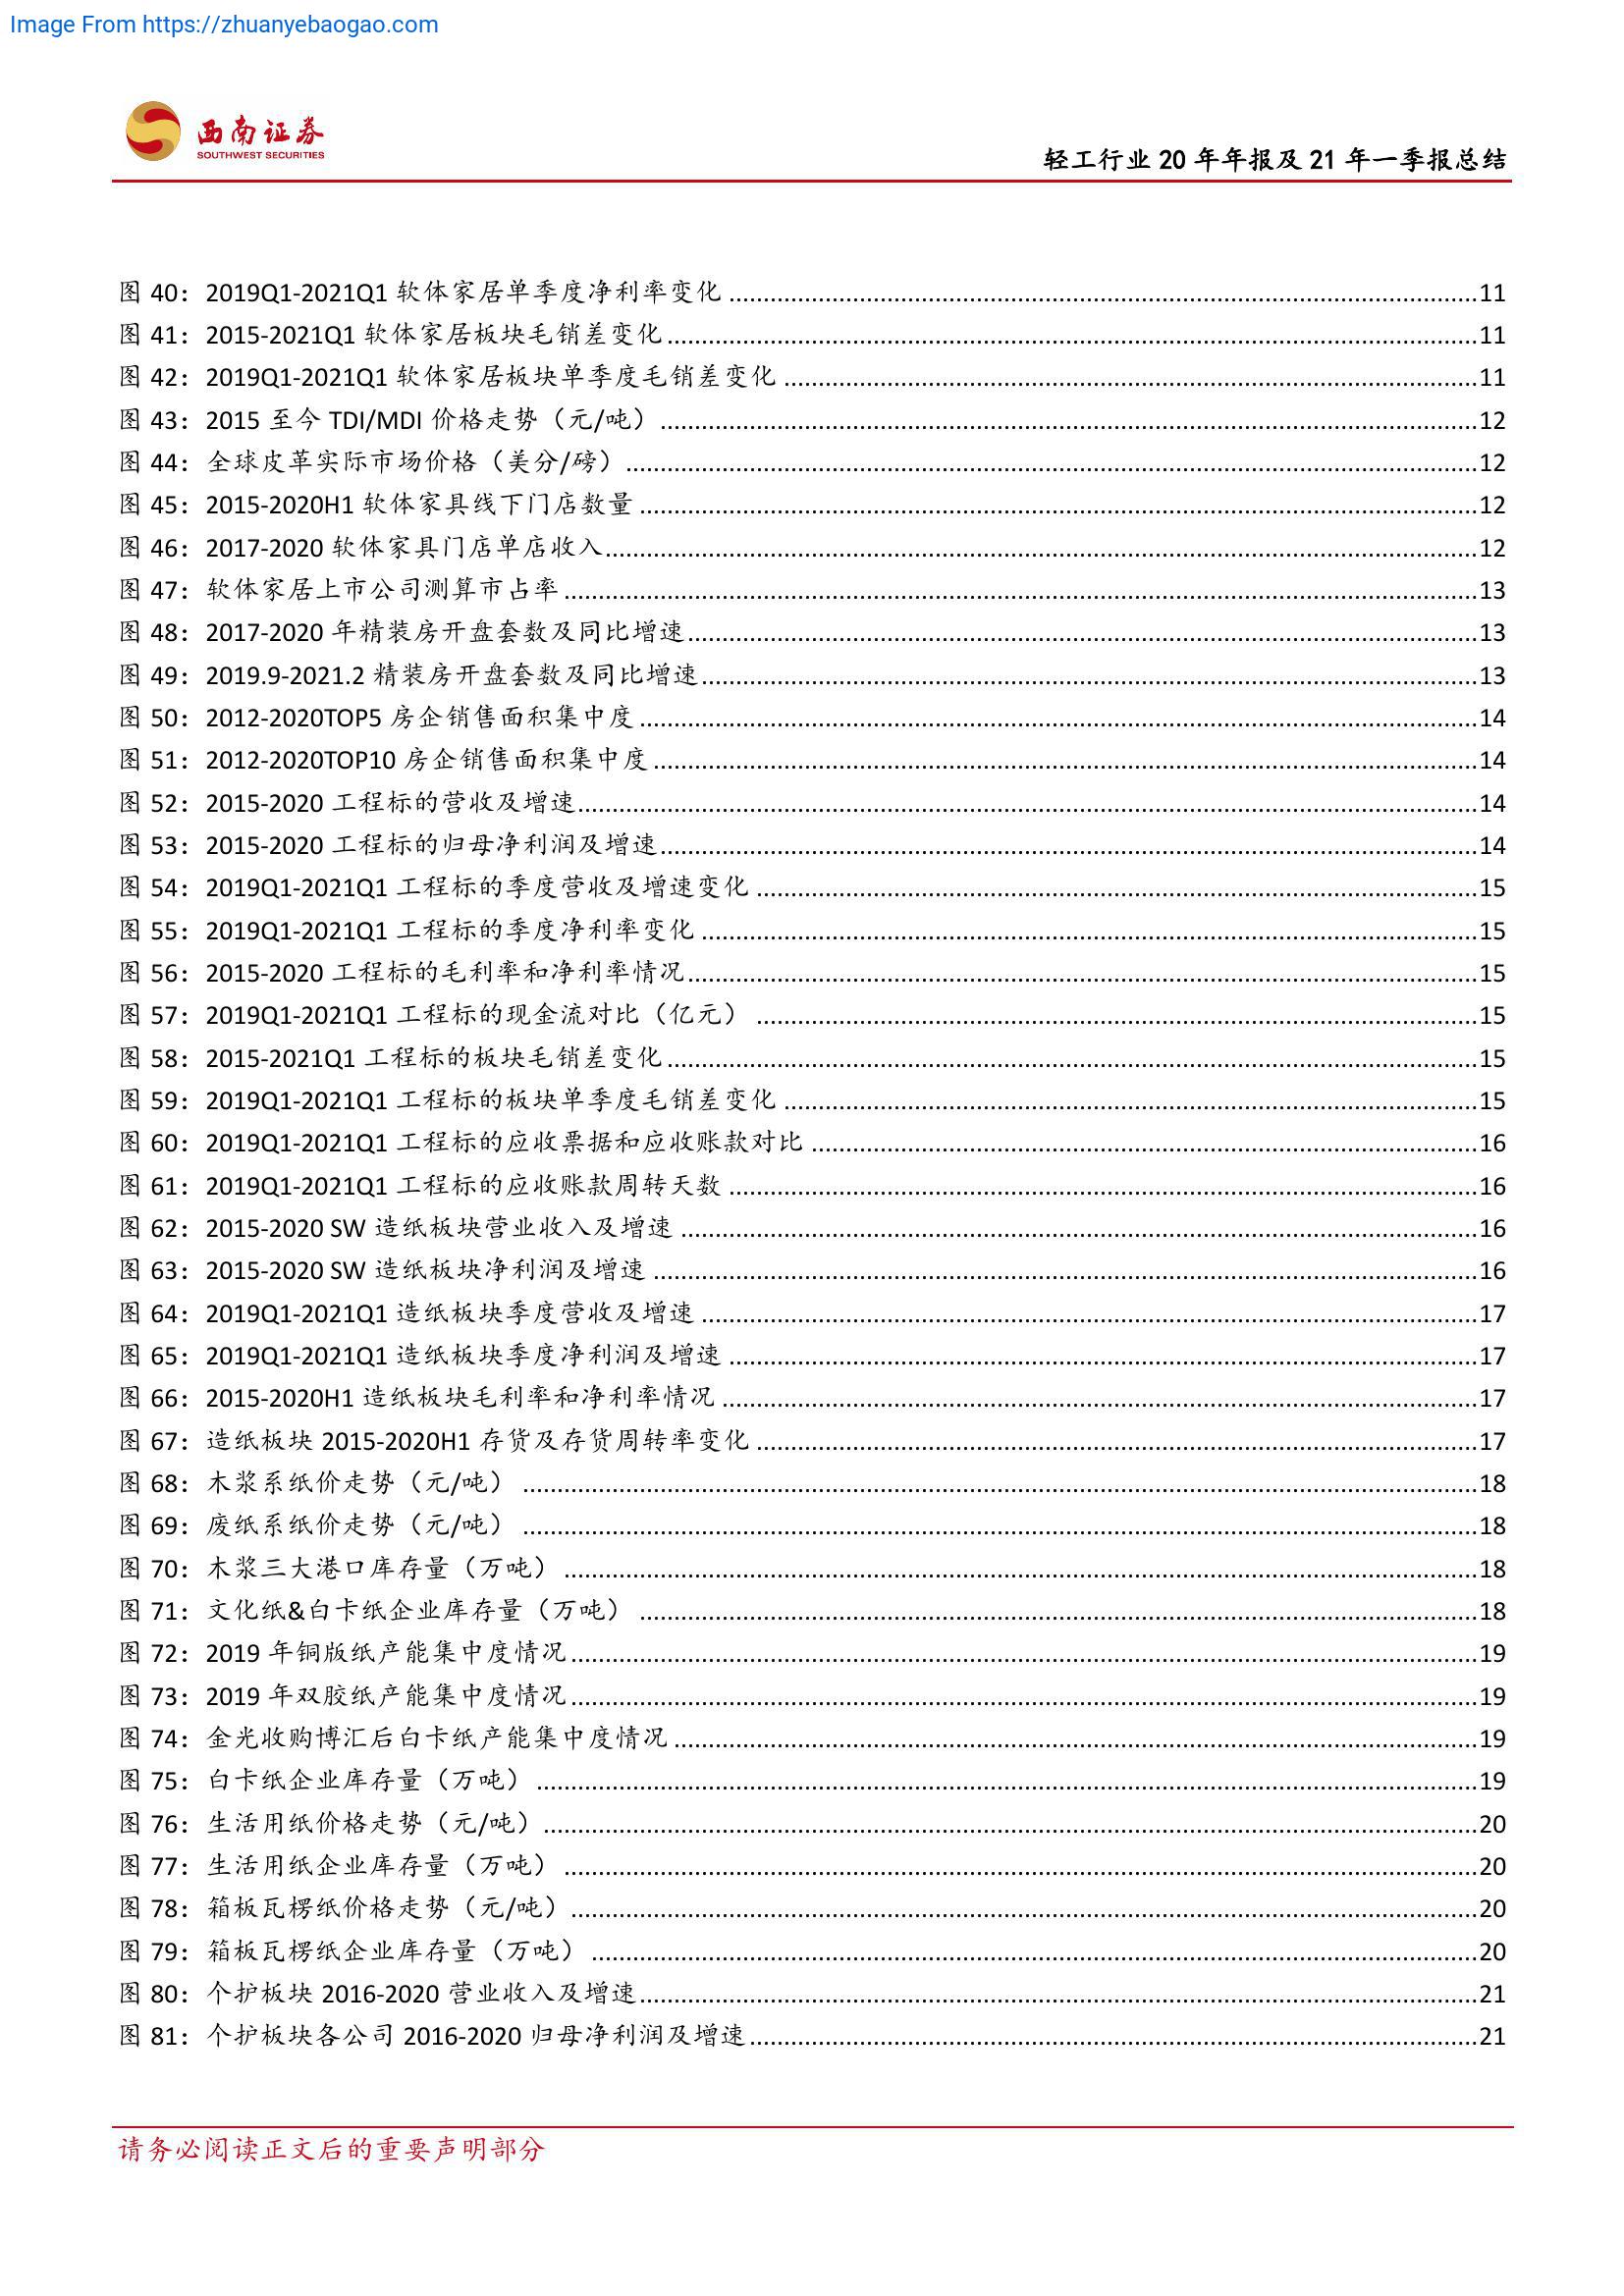 Image From https://zhuanyebaogao.com
西南证券
SOUTHWEST SECURITIES
轻工行业 20 年年报及 21 年一季报总结
图 40：2019Q1-2021Q1 软体家居单季度净利率变化 ........ 11
图 41：2015-2021Q1 软体家居板块毛销差变化 ........ 11
图 42：2019Q1-2021Q1 软体家居板块单季度毛销差变化 ........ 11
图 43：2015 至今 TDI/MDI 价格走势（元/吨） ........ 12
图 44：全球皮革实际市场价格（美分/磅） ........ 12
图 45：2015-2020H1 软体家具线下门店数量 ........ 12
图 46：2017-2020 软体家具门店单店收入 ........ 12
图 47：软体家居上市公司测算市占率 ........ 13
图 48：2017-2020 年精装房开盘套数及同比增速 ........ 13
图 49：2019.9-2021.2 精装房开盘套数及同比增速 ........ 13
图 50：2012-2020TOP5 房企销售面积集中度 ........ 14
图 51：2012-2020TOP10 房企销售面积集中度 ........ 14
图 52：2015-2020 工程标的营收及增速 ........ 14
图 53：2015-2020 工程标的归母净利润及增速 ........ 14
图 54：2019Q1-2021Q1 工程标的季度营收及增速变化 ........ 15
图 55：2019Q1-2021Q1 工程标的季度净利率变化 ........ 15
图 56：2015-2020 工程标的毛利率和净利率情况 ........ 15
图 57：2019Q1-2021Q1 工程标的现金流对比（亿元） ........ 15
图 58：2015-2021Q1 工程标的板块毛销差变化 ........ 15
图 59：2019Q1-2021Q1 工程标的板块单季度毛销差变化 ........ 15
图 60：2019Q1-2021Q1 工程标的应收票据和应收账款对比 ........ 16
图 61：2019Q1-2021Q1 工程标的应收账款周转天数 ........ 16
图 62：2015-2020 SW 造纸板块营业收入及增速 ........ 16
图 63：2015-2020 SW 造纸板块净利润及增速 ........ 16
图 64：2019Q1-2021Q1 造纸板块季度营收及增速 ........ 17
图 65：2019Q1-2021Q1 造纸板块季度净利润及增速 ........ 17
图 66：2015-2020H1 造纸板块毛利率和净利率情况 ........ 17
图 67：造纸板块 2015-2020H1 存货及存货周转率变化 ........ 17
图 68：木浆系纸价走势（元/吨） ........ 18
图 69：废纸系纸价走势（元/吨） ........ 18
图 70：木浆三大港口库存量（万吨） ........ 18
图 71：文化纸&白卡纸企业库存量（万吨） ........ 18
图 72：2019 年铜版纸产能集中度情况 ........ 19
图 73：2019 年双胶纸产能集中度情况 ........ 19
图 74：金光收购博汇后白卡纸产能集中度情况 ........ 19
图 75：白卡纸企业库存量（万吨） ........ 19
图 76：生活用纸价格走势（元/吨） ........ 20
图 77：生活用纸企业库存量（万吨） ........ 20
图 78：箱板瓦楞纸价格走势（元/吨） ........ 20
图 79：箱板瓦楞纸企业库存量（万吨） ........ 20
图 80：个护板块 2016-2020 营业收入及增速 ........ 21
图 81：个护板块各公司 2016-2020 归母净利润及增速 ........ 21
请务必阅读正文后的重要声明部分